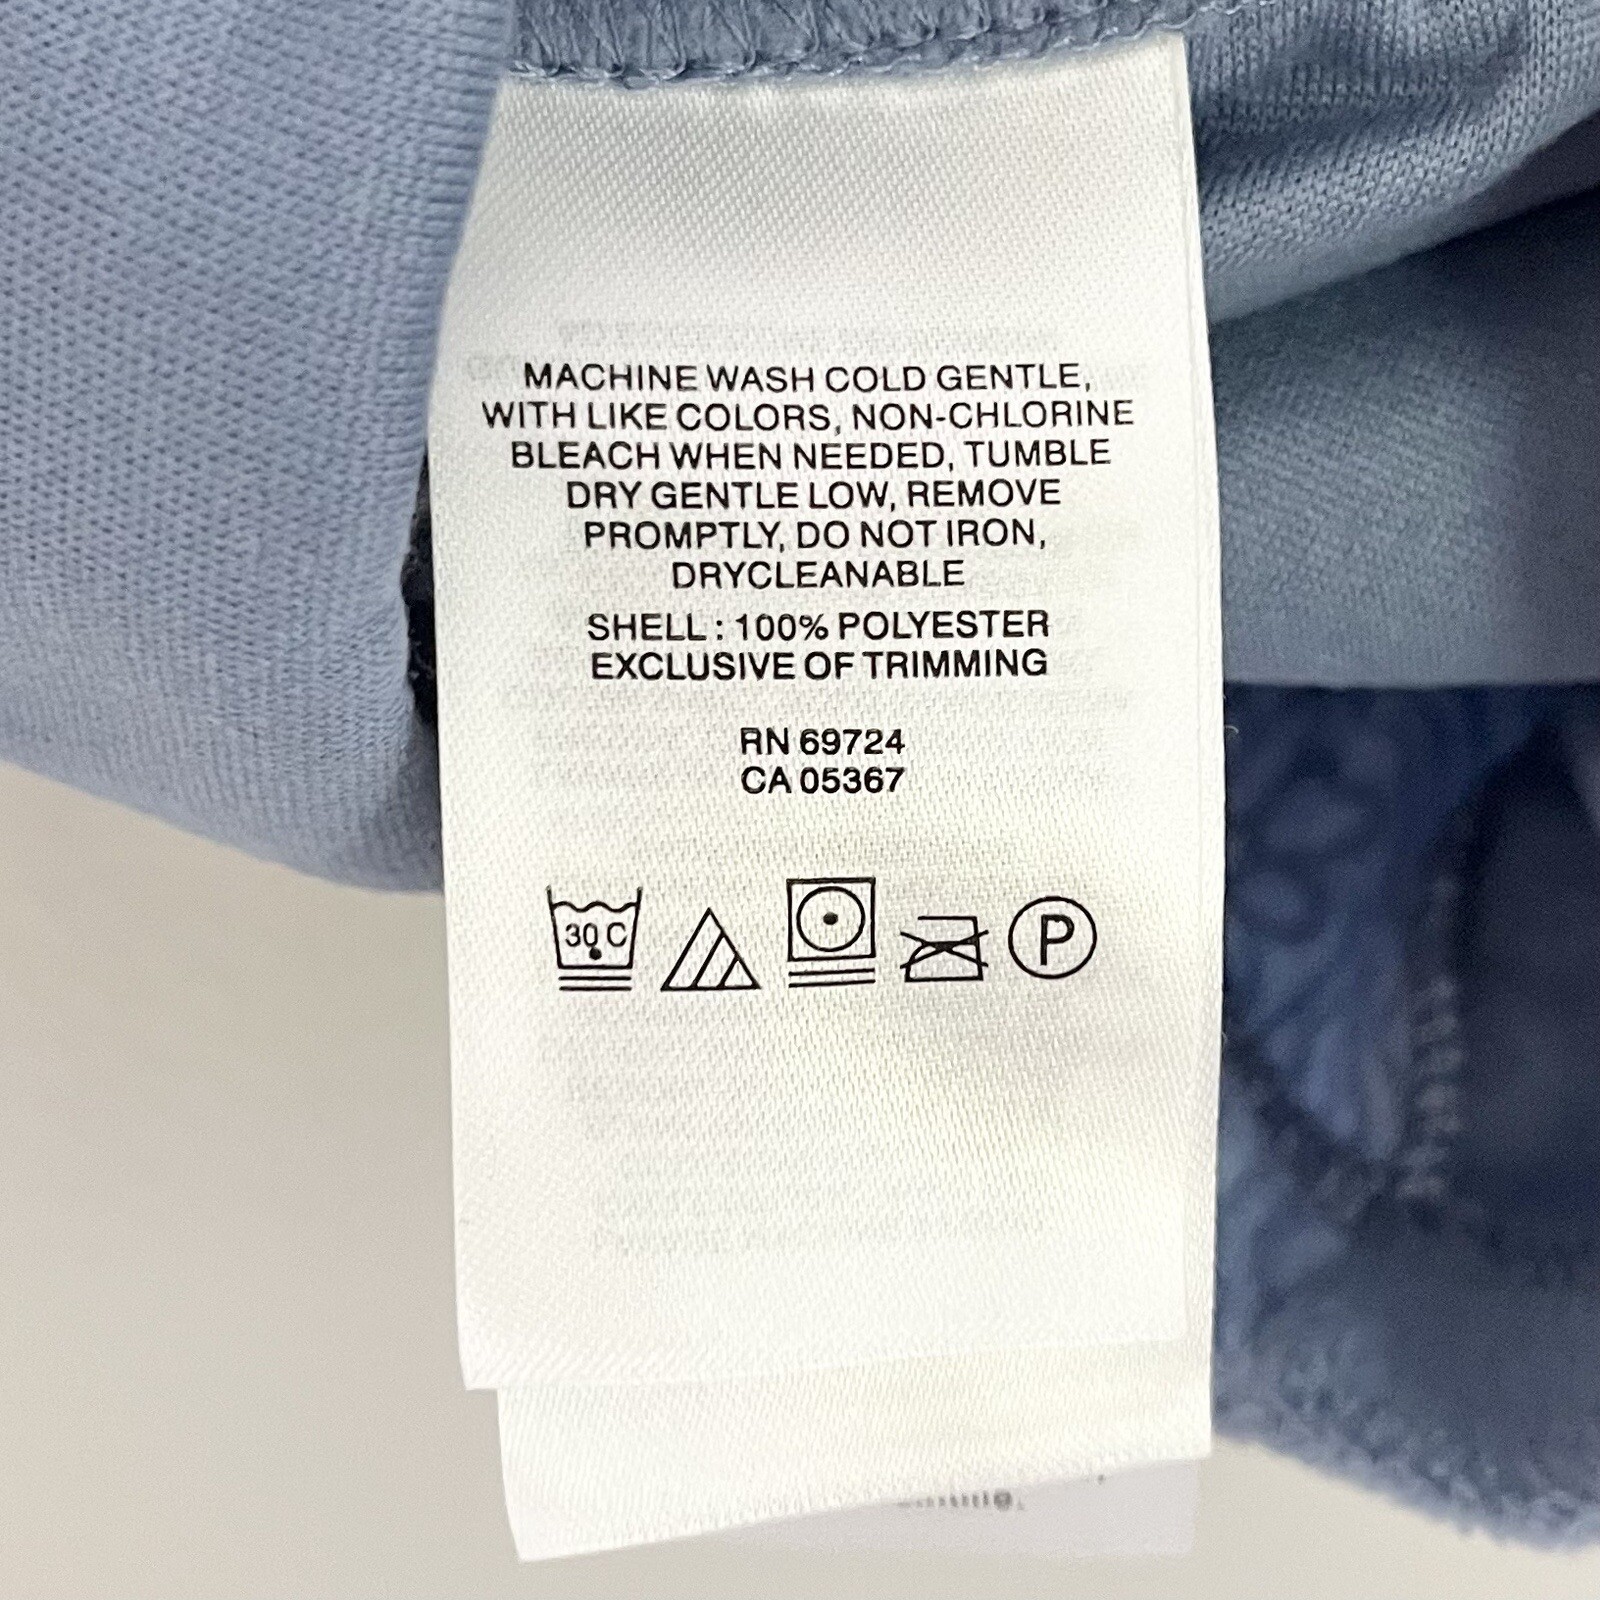 MACHINE WASH COLD GENTLE,
WITH LIKE COLORS, NON-CHLORINE
BLEACH WHEN NEEDED, TUMBLE
DRY GENTLE LOW, REMOVE
PROMPTLY, DO NOT IRON,
DRYCLEANABLE
SHELL : 100% POLYESTER
EXCLUSIVE OF TRIMMING
RN 69724
CA 05367
30 C
P